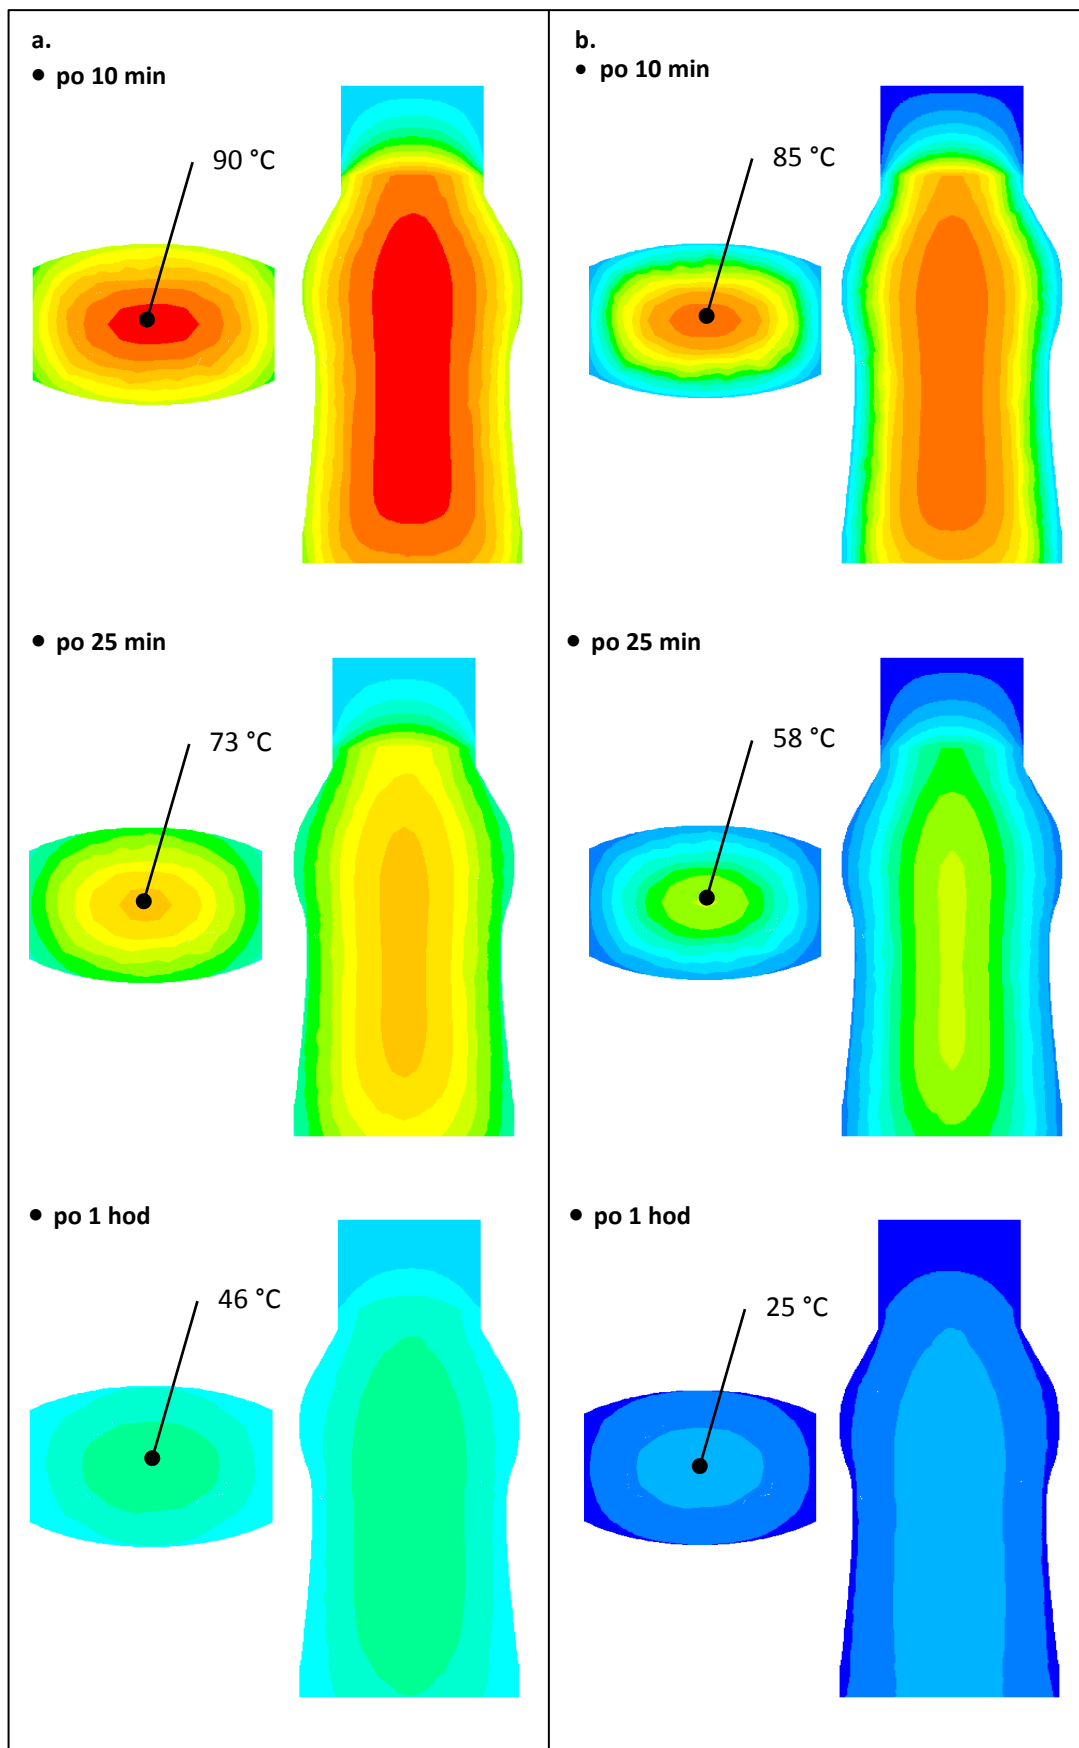 a.
• po 10 min
90 °C
• po 25 min
73 °C
• po 1 hod
46 °C
b.
• po 10 min
85 °C
• po 25 min
58 °C
• po 1 hod
25 °C